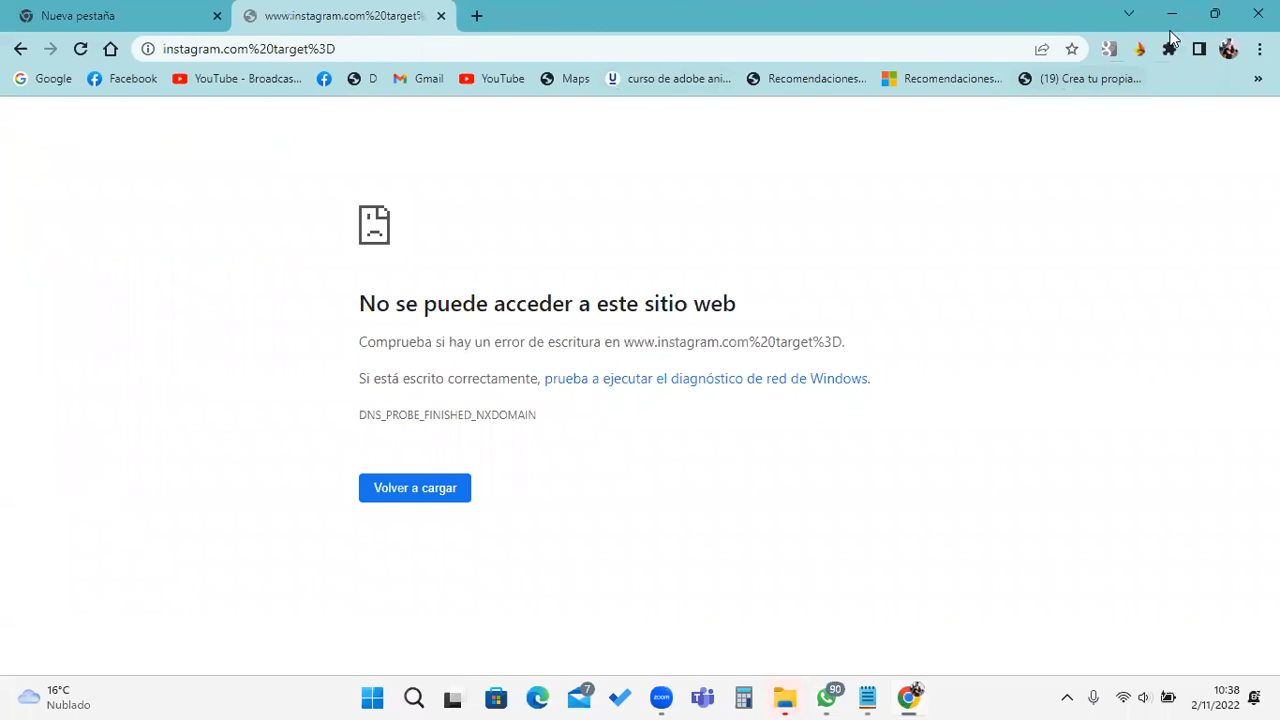 Nueva pestaña
www.instagram.com%20target%
instagram.com%20target%3D
Google
Facebook
YouTube - Broadcas...
D
Gmail
YouTube
Maps
curso de adobe ani...
Recomendaciones...
Recomendaciones...
(19) Crea tu propia...
No se puede acceder a este sitio web
Comprueba si hay un error de escritura en www.instagram.com%20target%3D.
Si está escrito correctamente, prueba a ejecutar el diagnóstico de red de Windows.
DNS_PROBE_FINISHED_NXDOMAIN
Volver a cargar
16°C
Nublado
7
zoom
90
10:38
2/11/2022